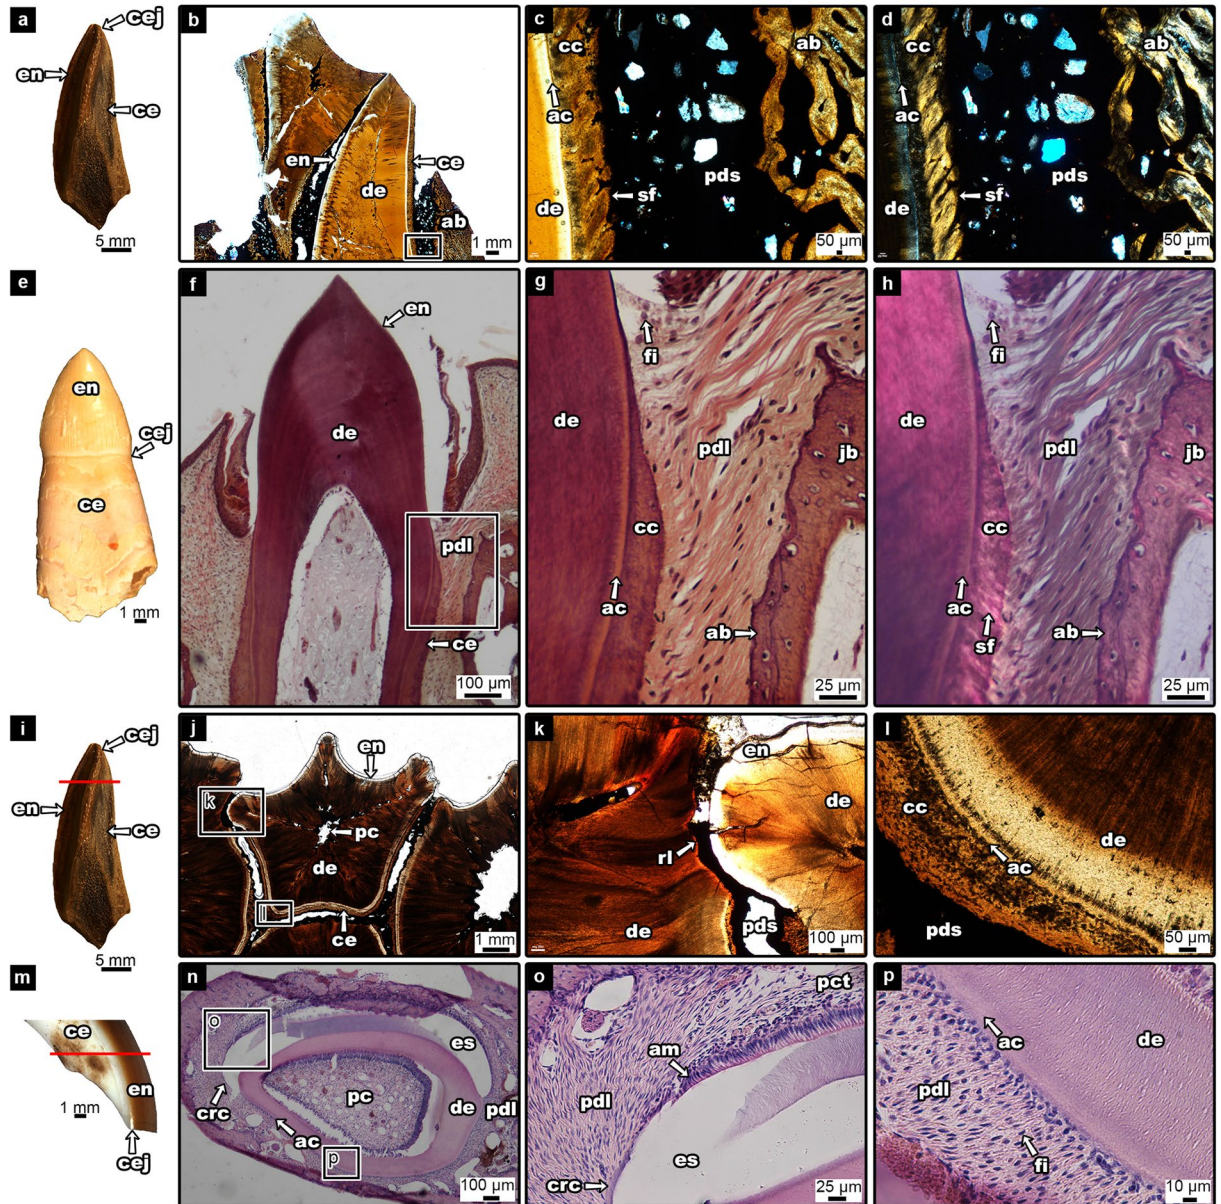 a
cej
en
ce
5 mm
b
en
ce
de
ab
1 mm
c
cc
ab
ac
pds
de
sf
50 µm
d
cc
ab
ac
pds
sf
de
50 µm
e
en
cej
ce
1 mm
f
en
de
pdl
ce
100 µm
g
fi
de
pdl
jb
cc
ac
ab
25 µm
h
fi
de
pdl
jb
cc
ac
sf
ab
25 µm
i
cej
en
ce
5 mm
j
en
k
pc
de
l
ce
1 mm
k
en
de
rl
de
pds
100 µm
l
cc
de
ac
pds
50 µm
m
ce
en
1 mm
cej
n
o
es
pc
crc
de
pdl
ac
p
100 µm
o
pct
am
pdl
es
crc
25 µm
p
ac
de
pdl
fi
10 µm